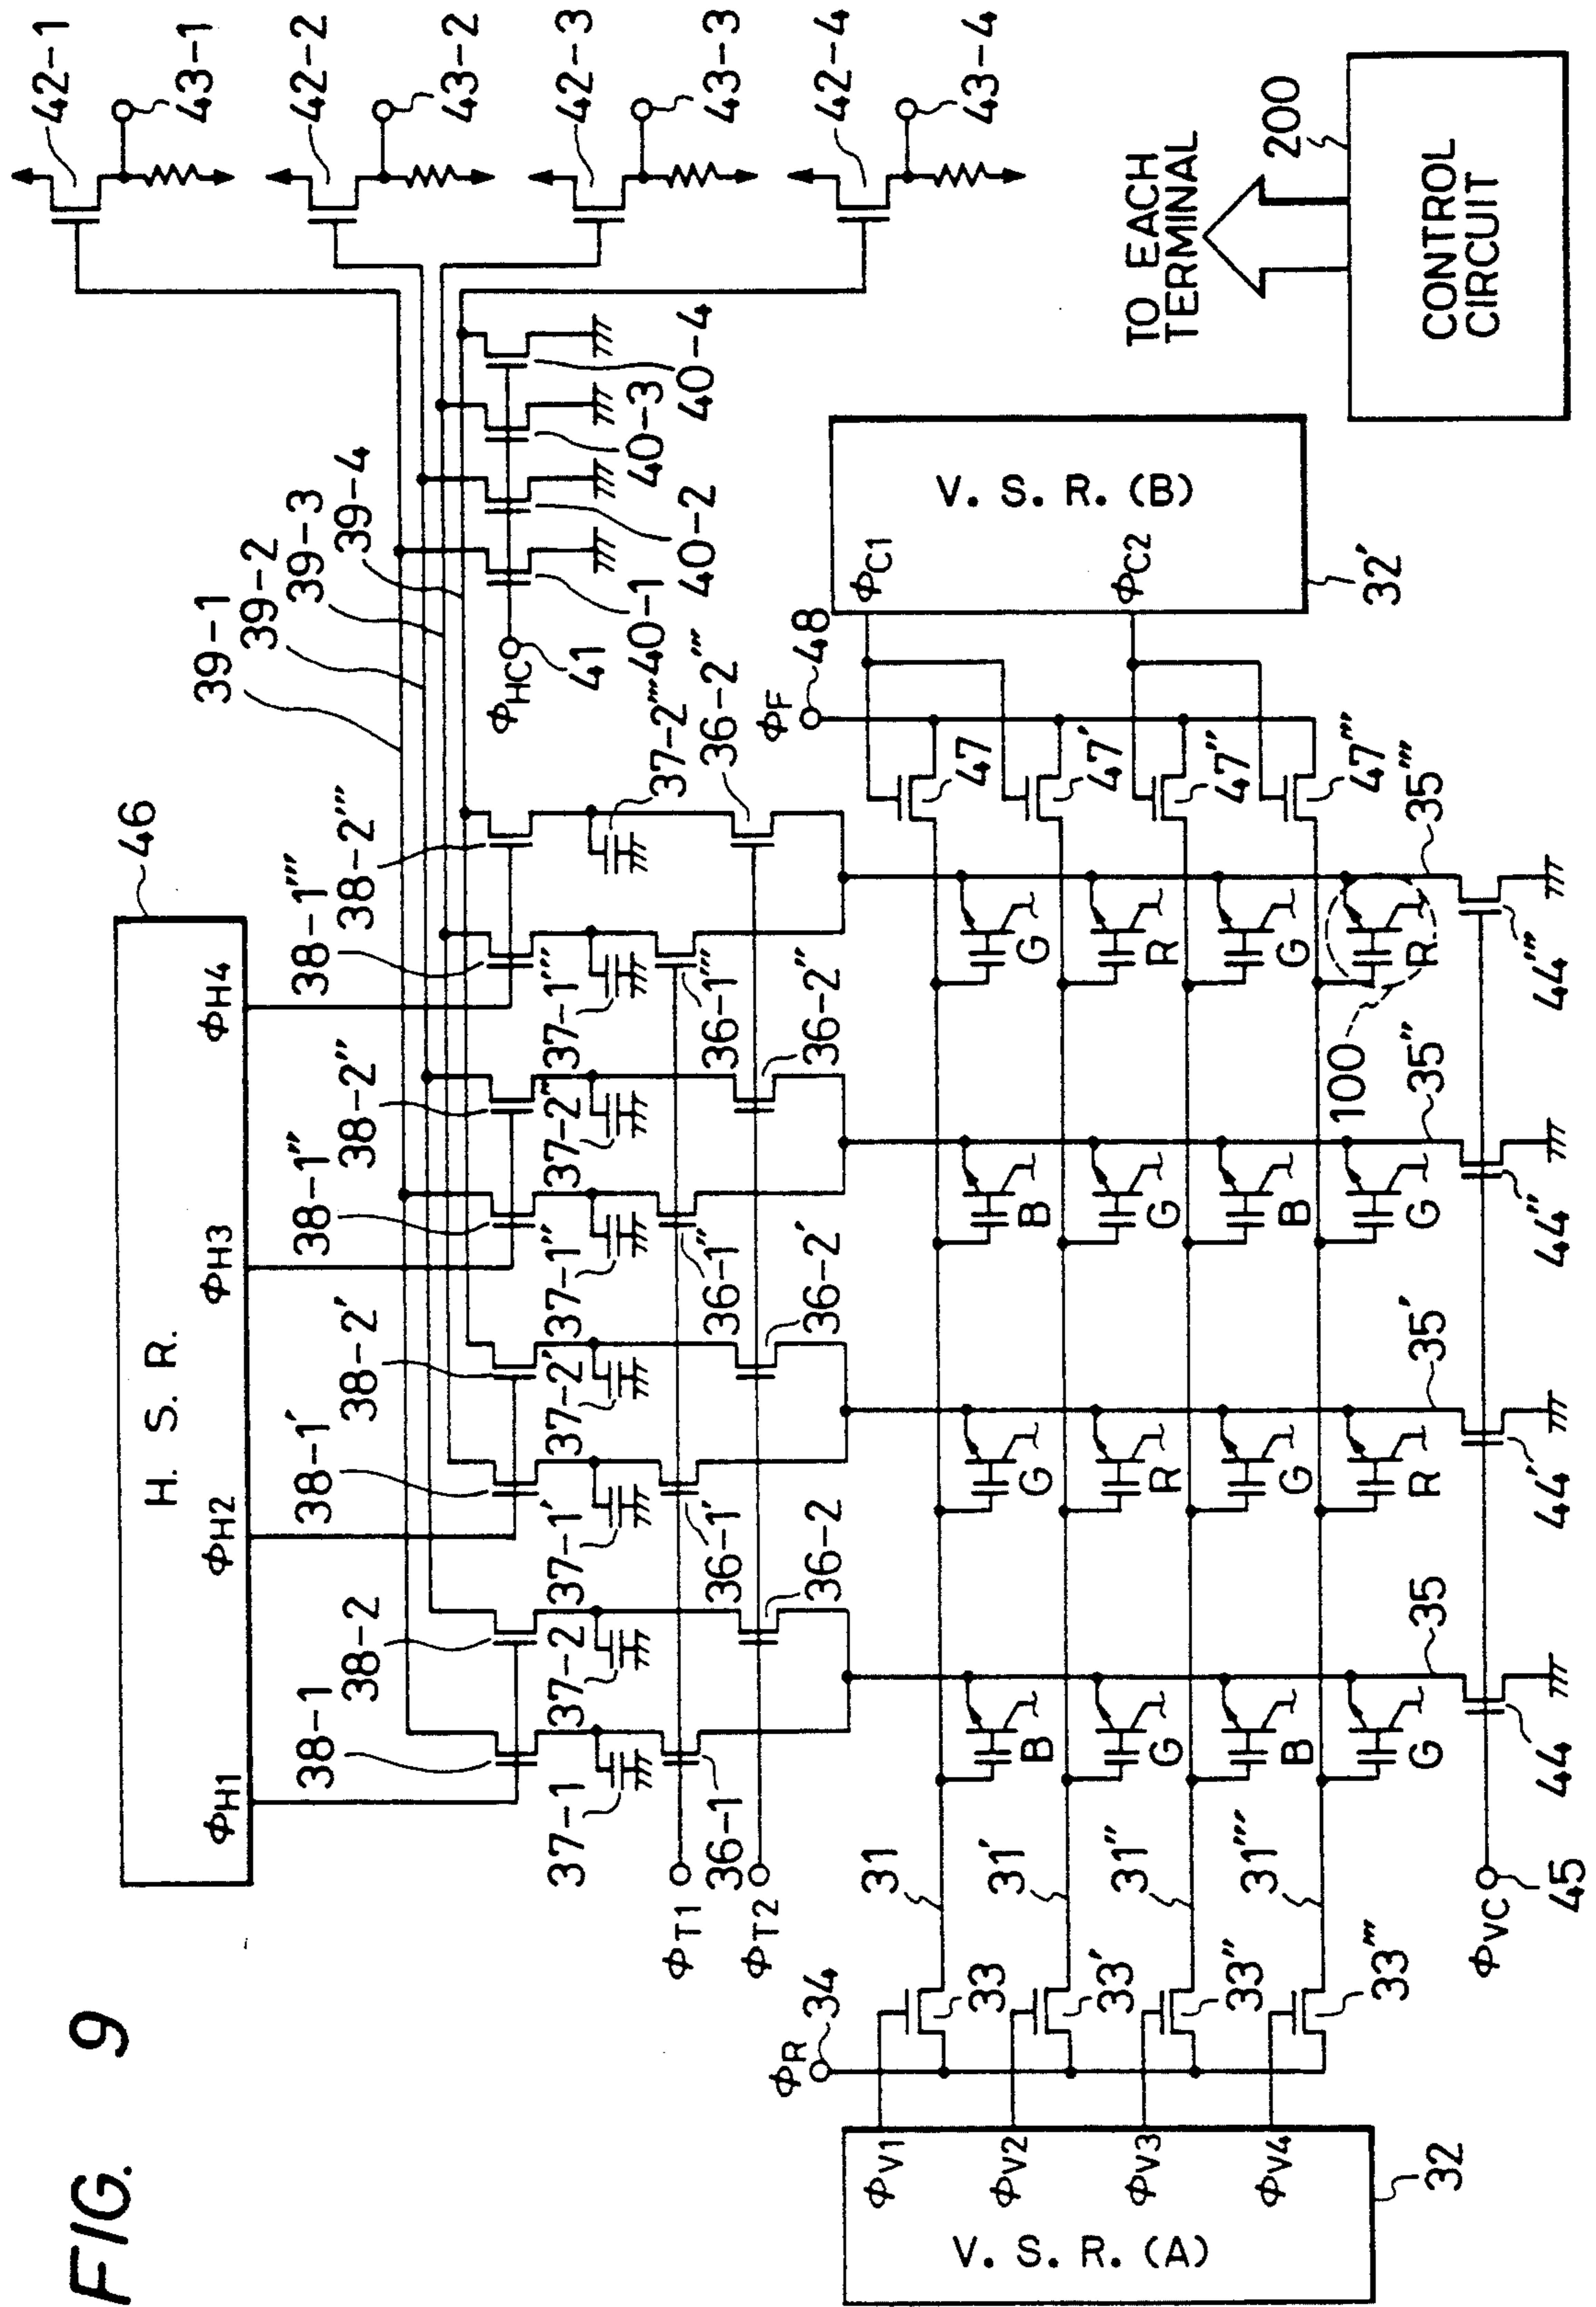 FIG. 9
H. S. R.
46
ΦH1
ΦH2
ΦH3
ΦH4
38-1
38-2
38-1'
38-2'
38-1''
38-2''
38-1'''
38-2'''
39-1
39-2
39-3
39-4
37-1
37-2
37-1'
37-2'
37-1''
37-2''
37-1'''
37-2'''
ΦT1
36-1
36-1'
36-1''
36-1'''
ΦT2
36-2
36-2'
36-2''
36-2'''
ΦHC
41
40-1
40-2
40-3
40-4
42-1
43-1
42-2
43-2
42-3
43-3
42-4
43-4
ΦR
34
ΦF
48
V. S. R. (A)
32
ΦV1
ΦV2
ΦV3
ΦV4
33
33'
33''
33'''
31
31'
31''
31'''
B G B G
G R G R
B G B G
G R G R
100
35
35'
35''
35'''
47
47'
47''
47'''
ΦC1
ΦC2
V. S. R. (B)
32'
ΦVC
45
44
44'
44''
44'''
TO EACH
TERMINAL
200
CONTROL
CIRCUIT